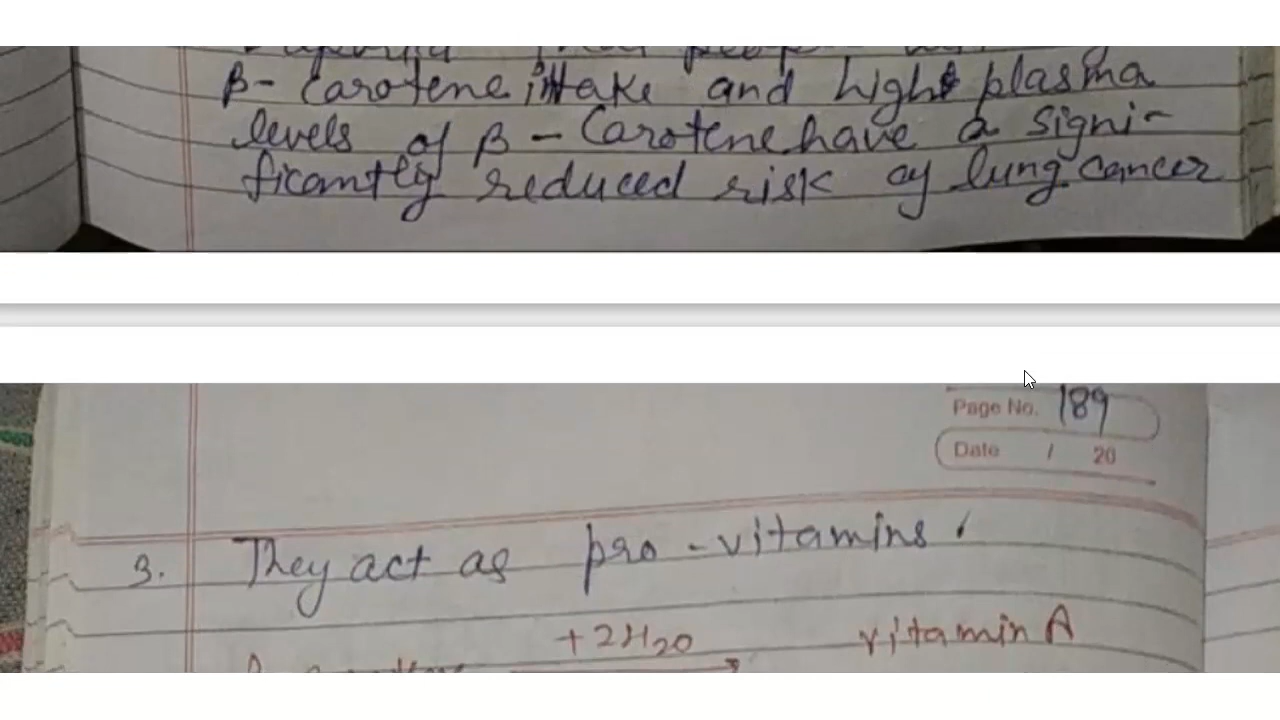 β- Carotene intake and high plasma
levels of β - Carotene have a signi-
ficantly reduced risk of lung cancer
Page No. 189
Date / 20
3. They act as pro-vitamins.
+2H2O vitamin A